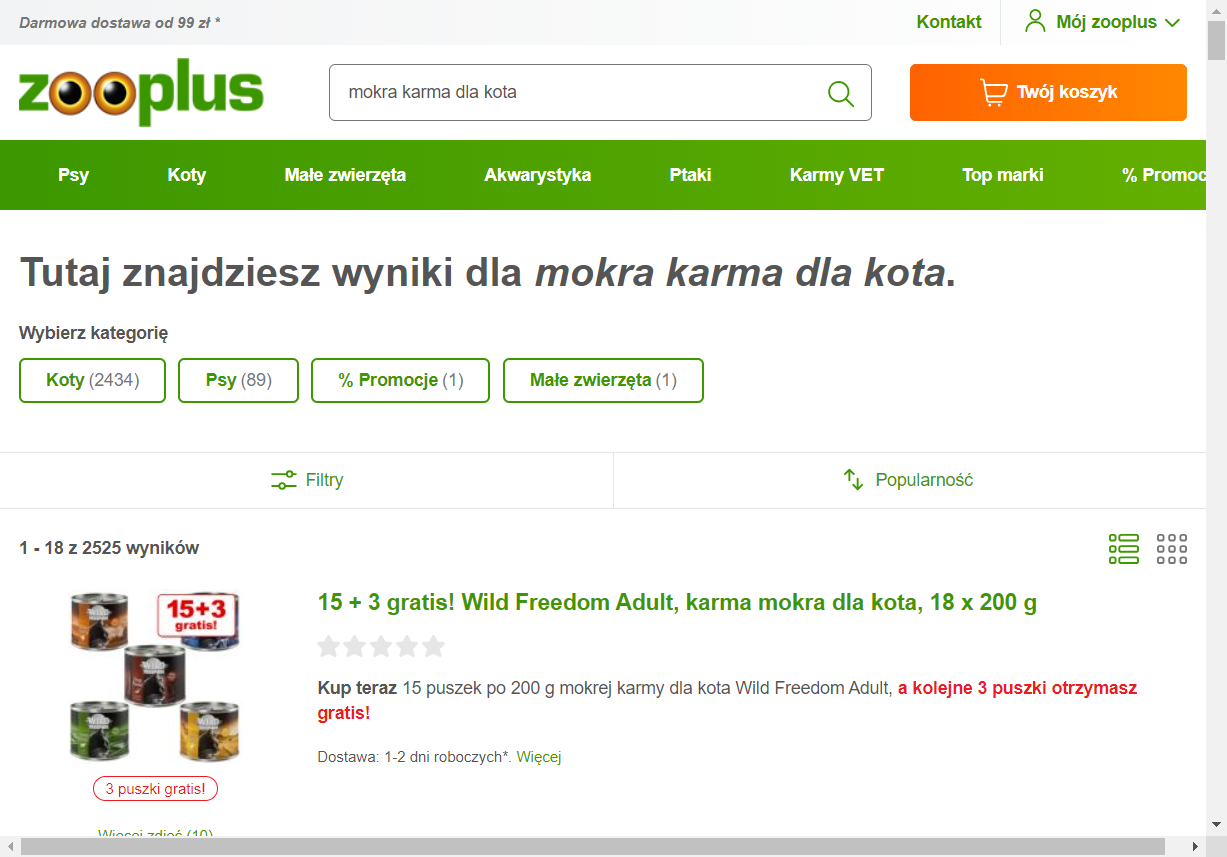 Darmowa dostawa od 99 zł *
Kontakt
Mój zooplus
zooplus
mokra karma dla kota
Twój koszyk
Psy
Koty
Małe zwierzęta
Akwarystyka
Ptaki
Karmy VET
Top marki
% Promoc
Tutaj znajdziesz wyniki dla mokra karma dla kota.
Wybierz kategorię
Koty (2434)
Psy (89)
% Promocje (1)
Małe zwierzęta (1)
Filtry
Popularność
1 - 18 z 2525 wyników
15+3
gratis!
WILD
15 + 3 gratis! Wild Freedom Adult, karma mokra dla kota, 18 x 200 g
Kup teraz 15 puszek po 200 g mokrej karmy dla kota Wild Freedom Adult, a kolejne 3 puszki otrzymasz
gratis!
Dostawa: 1-2 dni roboczych*. Więcej
3 puszki gratis!
Więcej zdjęć (10)